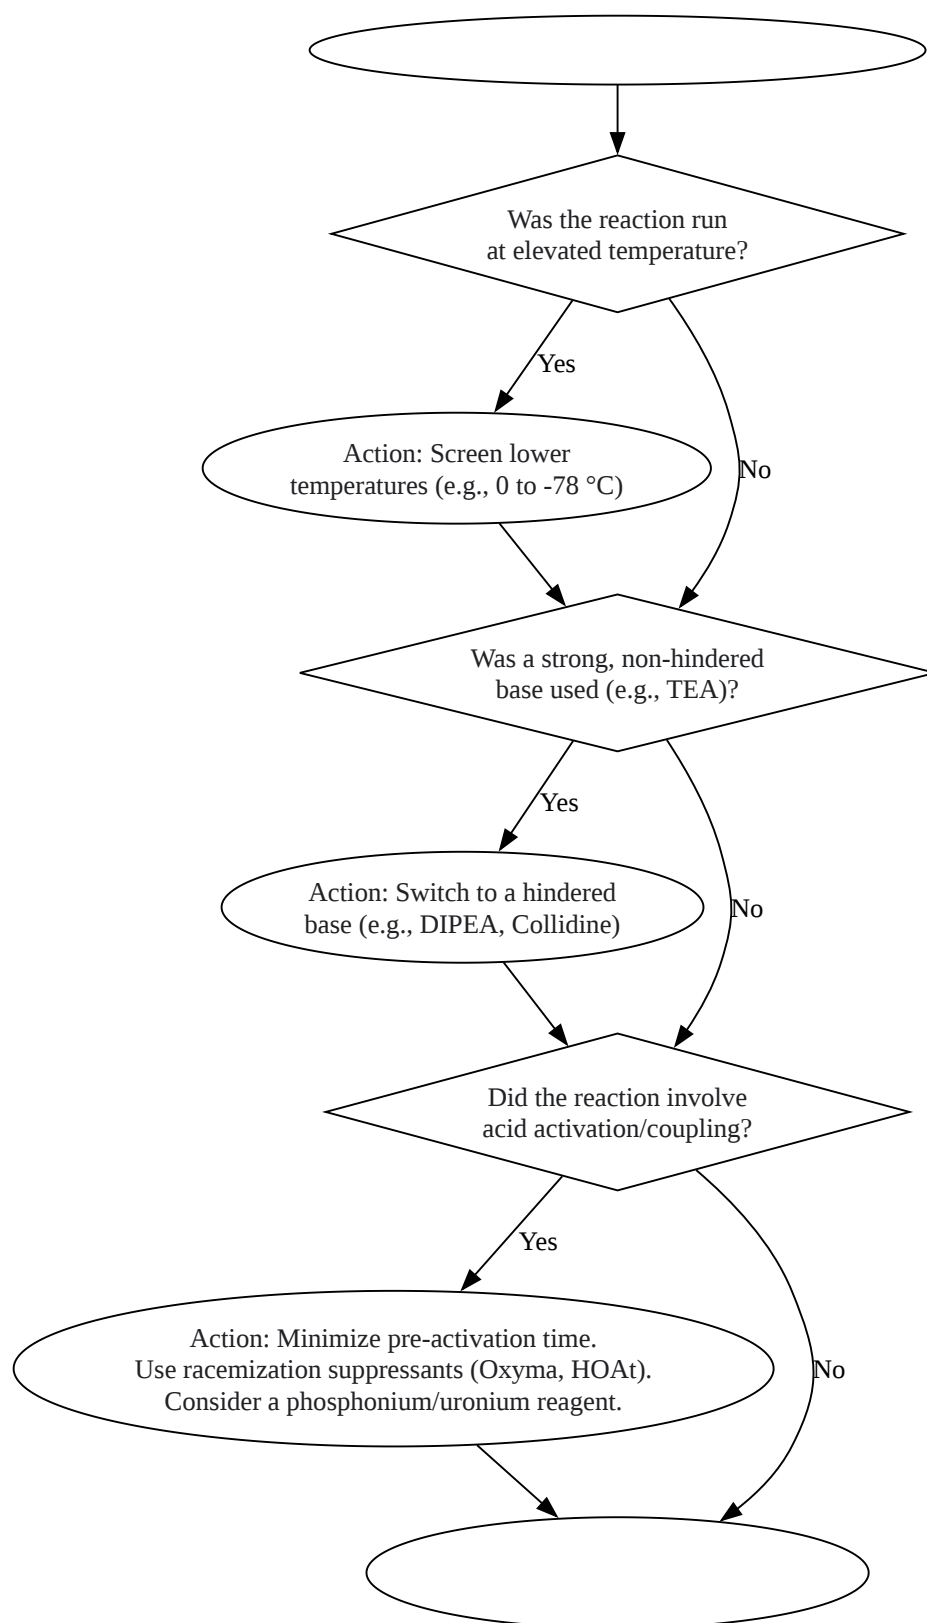 Was the reaction run
at elevated temperature?
Yes
No
Action: Screen lower
temperatures (e.g., 0 to -78 °C)
Was a strong, non-hindered
base used (e.g., TEA)?
Yes
No
Action: Switch to a hindered
base (e.g., DIPEA, Collidine)
Did the reaction involve
acid activation/coupling?
Yes
No
Action: Minimize pre-activation time.
Use racemization suppressants (Oxyma, HOAt).
Consider a phosphonium/uronium reagent.